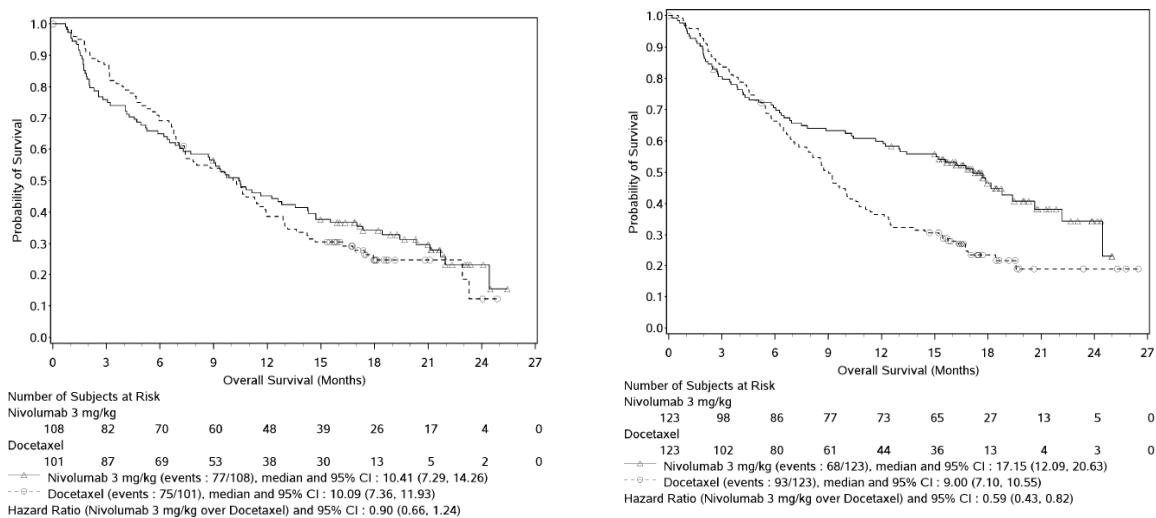 1.0
0.9
0.8
0.7
0.6
0.5
0.4
0.3
0.2
0.1
0.0
Probability of Survival
0 3 6 9 12 15 18 21 24 27
Overall Survival (Months)
Number of Subjects at Risk
Nivolumab 3 mg/kg
108 82 70 60 48 39 26 17 4 0
Docetaxel
101 87 69 53 38 30 13 5 2 0
Nivolumab 3 mg/kg (events : 77/108), median and 95% CI : 10.41 (7.29, 14.26)
Docetaxel (events : 75/101), median and 95% CI : 10.09 (7.36, 11.93)
Hazard Ratio (Nivolumab 3 mg/kg over Docetaxel) and 95% CI : 0.90 (0.66, 1.24)
1.0
0.9
0.8
0.7
0.6
0.5
0.4
0.3
0.2
0.1
0.0
Probability of Survival
0 3 6 9 12 15 18 21 24 27
Overall Survival (Months)
Number of Subjects at Risk
Nivolumab 3 mg/kg
123 98 86 77 73 65 27 13 5 0
Docetaxel
123 102 80 61 44 36 13 4 3 0
Nivolumab 3 mg/kg (events : 68/123), median and 95% CI : 17.15 (12.09, 20.63)
Docetaxel (events : 93/123), median and 95% CI : 9.00 (7.10, 10.55)
Hazard Ratio (Nivolumab 3 mg/kg over Docetaxel) and 95% CI : 0.59 (0.43, 0.82)